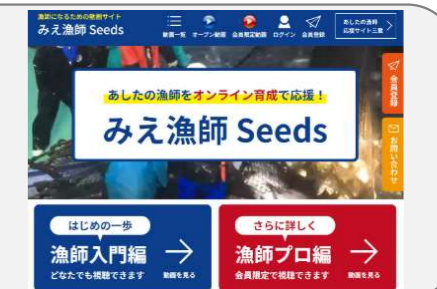 漁師になるための動画サイト
みえ漁師 Seeds
動画一覧
オープン動画
会員限定動画
ログイン
会員登録
あしたの漁師
応援サイト三重
あしたの漁師をオンライン育成で応援！
みえ漁師 Seeds
会員登録
お問い合わせ
はじめの一歩
漁師入門編
どなたでも視聴できます
動画を見る
さらに詳しく
漁師プロ編
会員限定で視聴できます
動画を見る